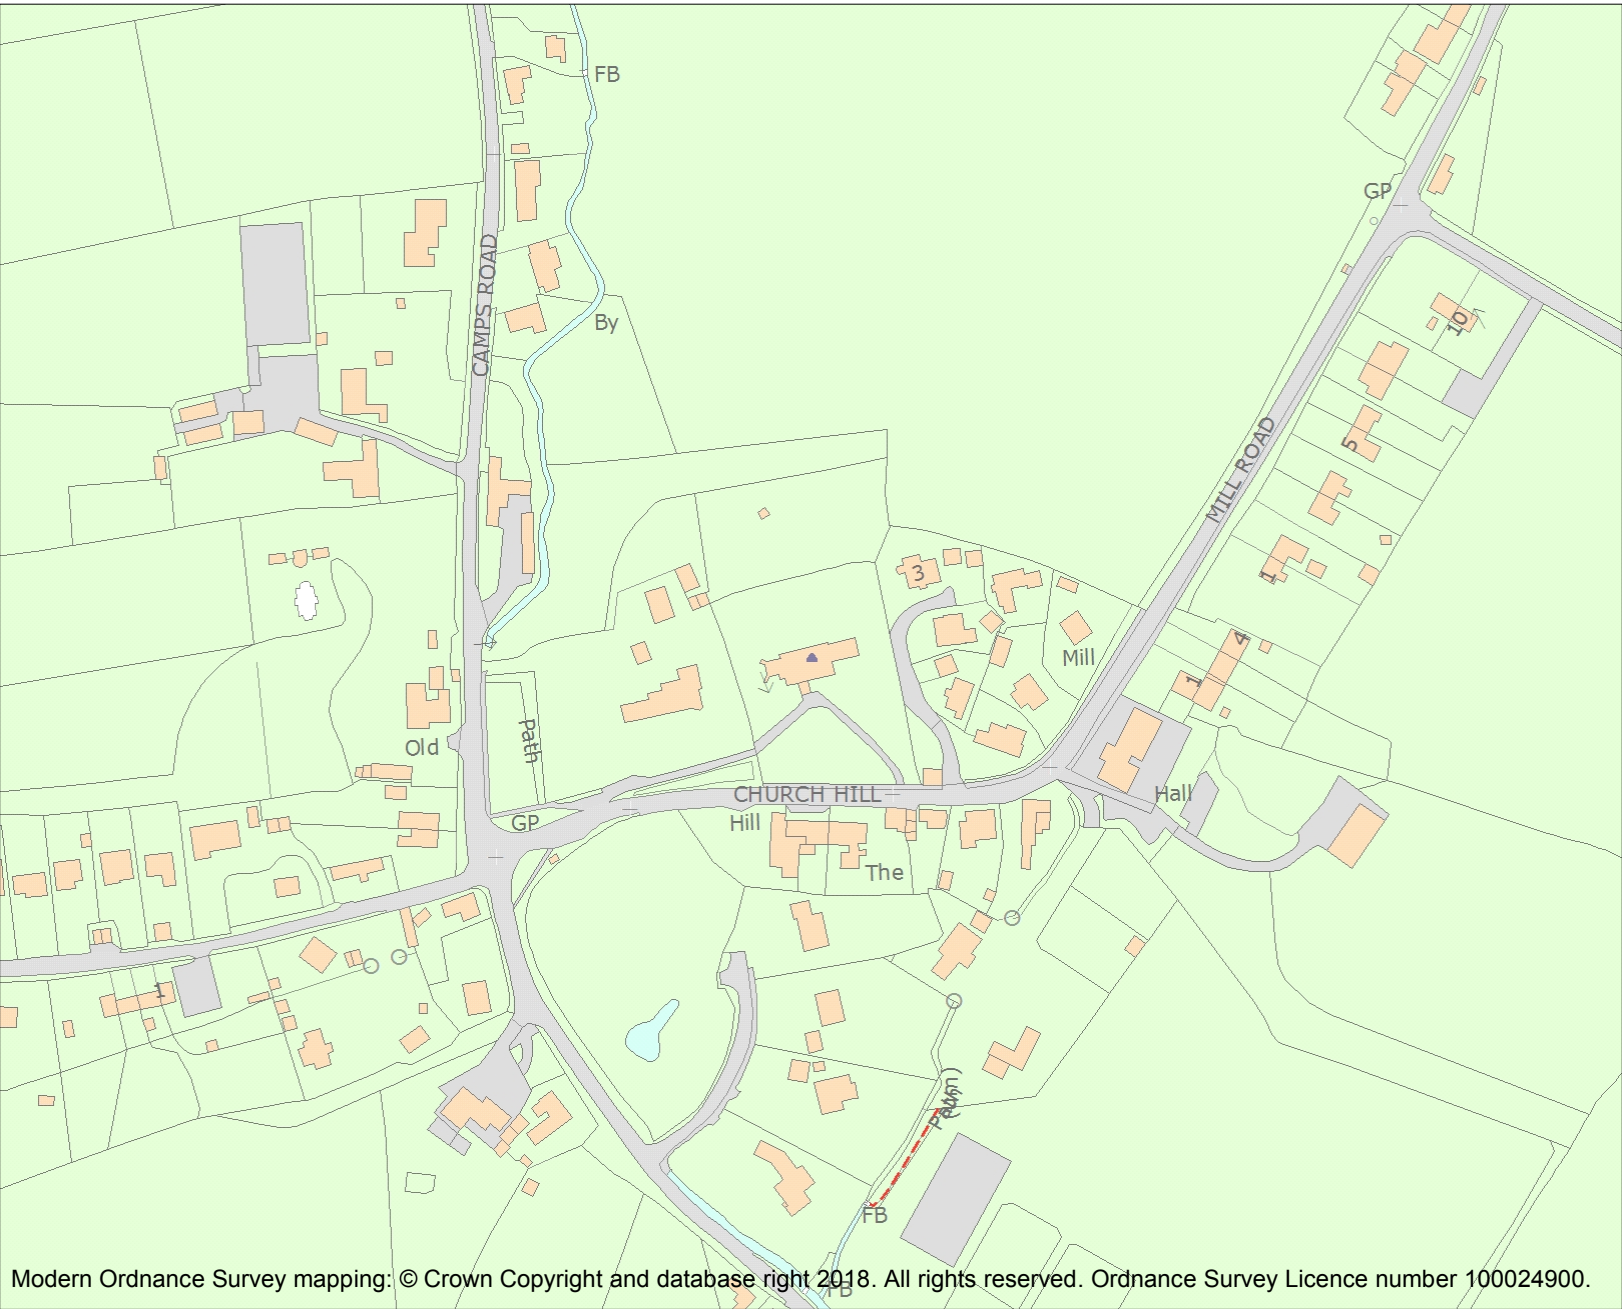 FB
GP
CAMPS ROAD
By
10
MILL ROAD
5
3
1
4
Mill
1
Path
Old
CHURCH HILL
Hall
GP
Hill
The
1
Path
FB
Modern Ordnance Survey mapping: © Crown Copyright and database right 2018. All rights reserved. Ordnance Survey Licence number 100024900.
FB